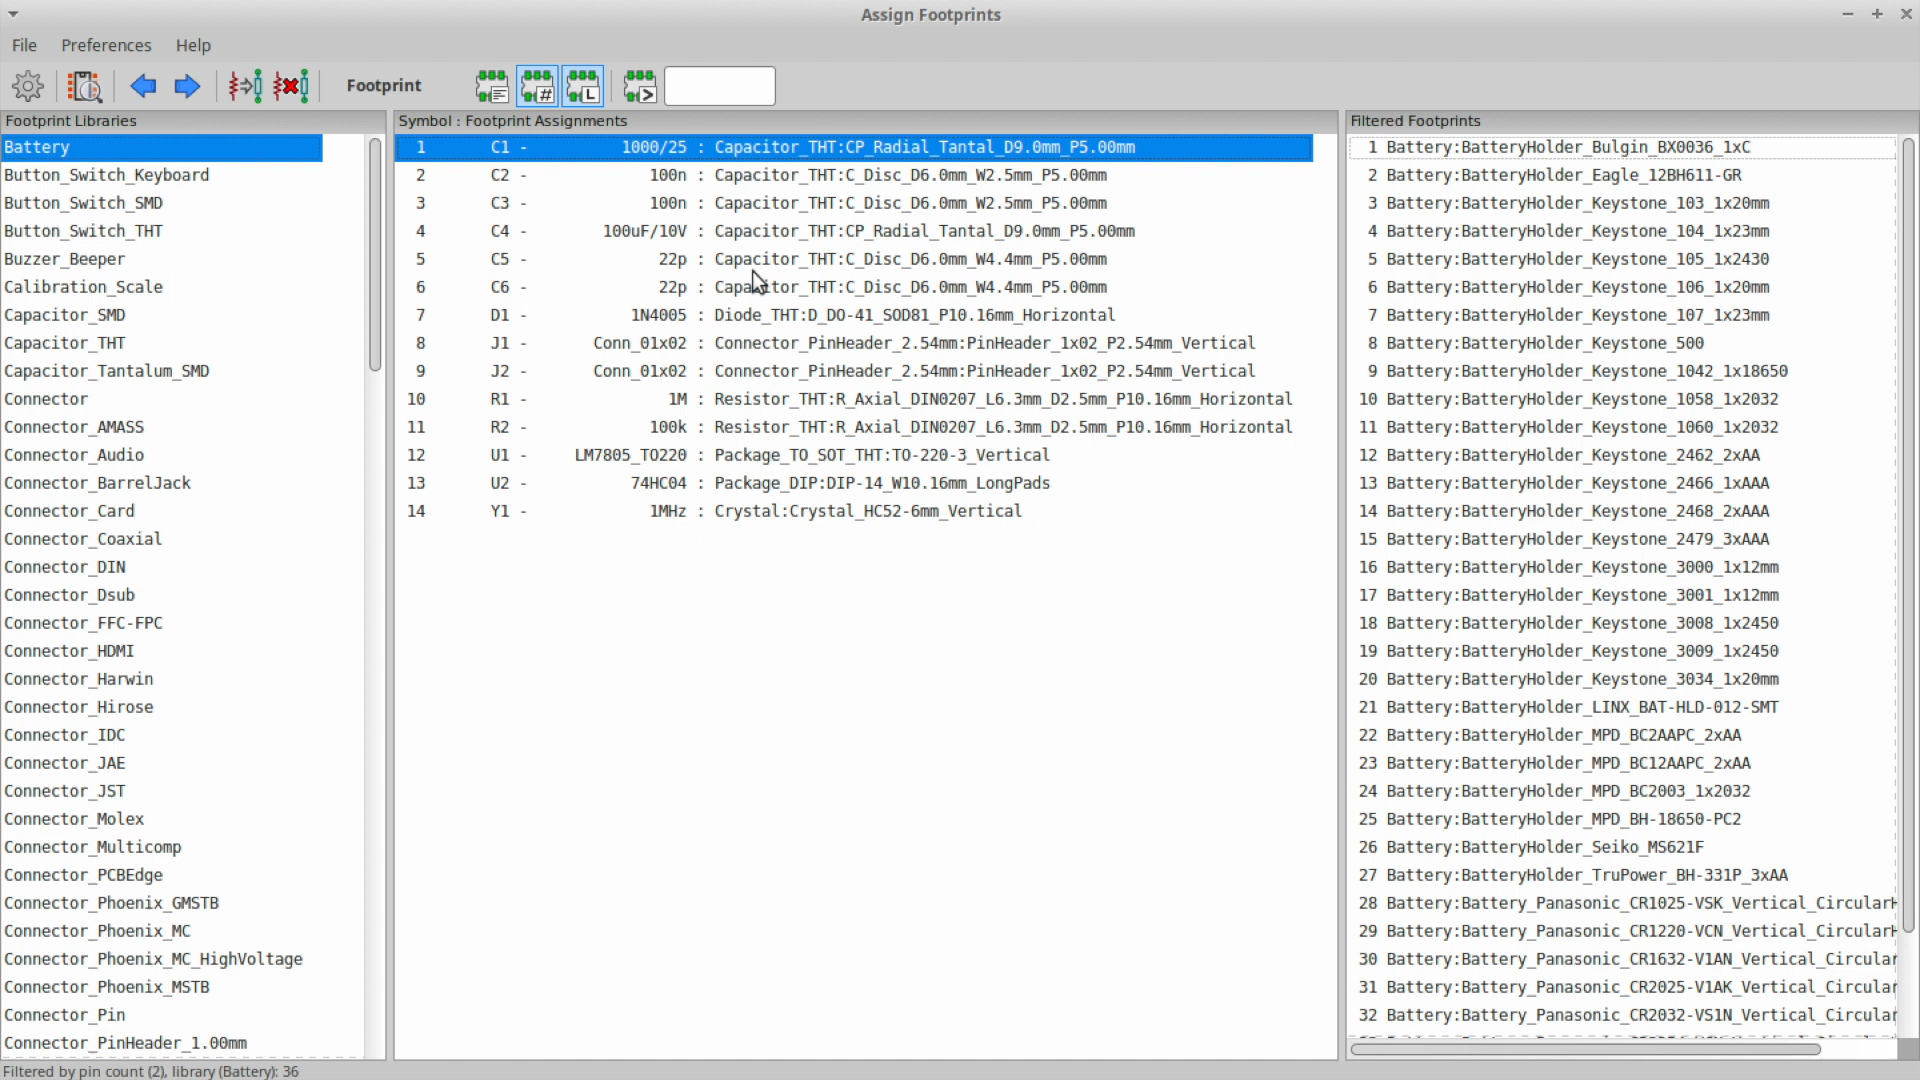 Assign Footprints
File Preferences Help
Footprint
Footprint Libraries
Battery
Button_Switch_Keyboard
Button_Switch_SMD
Button_Switch_THT
Buzzer_Beeper
Calibration_Scale
Capacitor_SMD
Capacitor_THT
Capacitor_Tantalum_SMD
Connector
Connector_AMASS
Connector_Audio
Connector_BarrelJack
Connector_Card
Connector_Coaxial
Connector_DIN
Connector_Dsub
Connector_FFC-FPC
Connector_HDMI
Connector_Harwin
Connector_Hirose
Connector_IDC
Connector_JAE
Connector_JST
Connector_Molex
Connector_Multicomp
Connector_PCBEdge
Connector_Phoenix_GMSTB
Connector_Phoenix_MC
Connector_Phoenix_MC_HighVoltage
Connector_Phoenix_MSTB
Connector_Pin
Connector_PinHeader_1.00mm
Symbol : Footprint Assignments
1 C1 - 1000/25 : Capacitor_THT:CP_Radial_Tantal_D9.0mm_P5.00mm
2 C2 - 100n : Capacitor_THT:C_Disc_D6.0mm_W2.5mm_P5.00mm
3 C3 - 100n : Capacitor_THT:C_Disc_D6.0mm_W2.5mm_P5.00mm
4 C4 - 100uF/10V : Capacitor_THT:CP_Radial_Tantal_D9.0mm_P5.00mm
5 C5 - 22p : Capacitor_THT:C_Disc_D6.0mm_W4.4mm_P5.00mm
6 C6 - 22p : Capacitor_THT:C_Disc_D6.0mm_W4.4mm_P5.00mm
7 D1 - 1N4005 : Diode_THT:D_DO-41_SOD81_P10.16mm_Horizontal
8 J1 - Conn_01x02 : Connector_PinHeader_2.54mm:PinHeader_1x02_P2.54mm_Vertical
9 J2 - Conn_01x02 : Connector_PinHeader_2.54mm:PinHeader_1x02_P2.54mm_Vertical
10 R1 - 1M : Resistor_THT:R_Axial_DIN0207_L6.3mm_D2.5mm_P10.16mm_Horizontal
11 R2 - 100k : Resistor_THT:R_Axial_DIN0207_L6.3mm_D2.5mm_P10.16mm_Horizontal
12 U1 - LM7805_TO220 : Package_TO_SOT_THT:TO-220-3_Vertical
13 U2 - 74HC04 : Package_DIP:DIP-14_W10.16mm_LongPads
14 Y1 - 1MHz : Crystal:Crystal_HC52-6mm_Vertical
Filtered Footprints
1 Battery:BatteryHolder_Bulgin_BX0036_1xC
2 Battery:BatteryHolder_Eagle_12BH611-GR
3 Battery:BatteryHolder_Keystone_103_1x20mm
4 Battery:BatteryHolder_Keystone_104_1x23mm
5 Battery:BatteryHolder_Keystone_105_1x2430
6 Battery:BatteryHolder_Keystone_106_1x20mm
7 Battery:BatteryHolder_Keystone_107_1x23mm
8 Battery:BatteryHolder_Keystone_500
9 Battery:BatteryHolder_Keystone_1042_1x18650
10 Battery:BatteryHolder_Keystone_1058_1x2032
11 Battery:BatteryHolder_Keystone_1060_1x2032
12 Battery:BatteryHolder_Keystone_2462_2xAA
13 Battery:BatteryHolder_Keystone_2466_1xAAA
14 Battery:BatteryHolder_Keystone_2468_2xAAA
15 Battery:BatteryHolder_Keystone_2479_3xAAA
16 Battery:BatteryHolder_Keystone_3000_1x12mm
17 Battery:BatteryHolder_Keystone_3001_1x12mm
18 Battery:BatteryHolder_Keystone_3008_1x2450
19 Battery:BatteryHolder_Keystone_3009_1x2450
20 Battery:BatteryHolder_Keystone_3034_1x20mm
21 Battery:BatteryHolder_LINX_BAT-HLD-012-SMT
22 Battery:BatteryHolder_MPD_BC2AAPC_2xAA
23 Battery:BatteryHolder_MPD_BC12AAPC_2xAA
24 Battery:BatteryHolder_MPD_BC2003_1x2032
25 Battery:BatteryHolder_MPD_BH-18650-PC2
26 Battery:BatteryHolder_Seiko_MS621F
27 Battery:BatteryHolder_TruPower_BH-331P_3xAA
28 Battery:Battery_Panasonic_CR1025-VSK_Vertical_CircularH
29 Battery:Battery_Panasonic_CR1220-VCN_Vertical_CircularH
30 Battery:Battery_Panasonic_CR1632-V1AN_Vertical_Circular
31 Battery:Battery_Panasonic_CR2025-V1AK_Vertical_Circular
32 Battery:Battery_Panasonic_CR2032-VS1N_Vertical_Circular
Filtered by pin count (2), library (Battery): 36